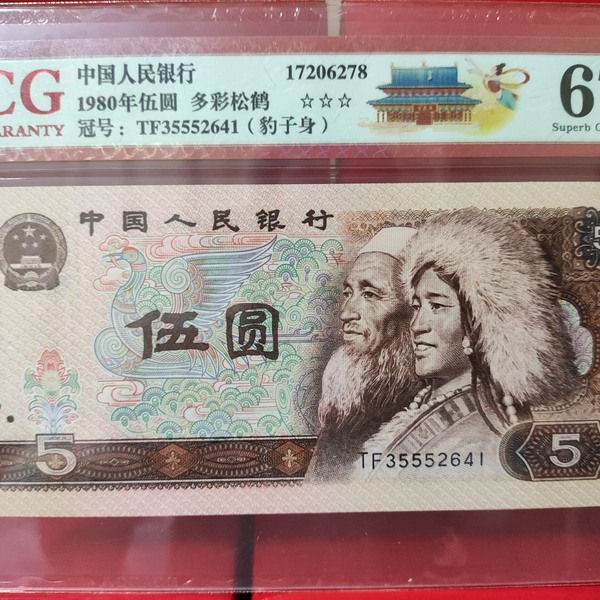 CG
ARANTY
中国人民银行 17206278
1980年伍圆 多彩松鹤 ☆☆☆
冠号： TF35552641（豹子身）
6
Superb G
中国人民银行
伍圆
5
TF35552641
5